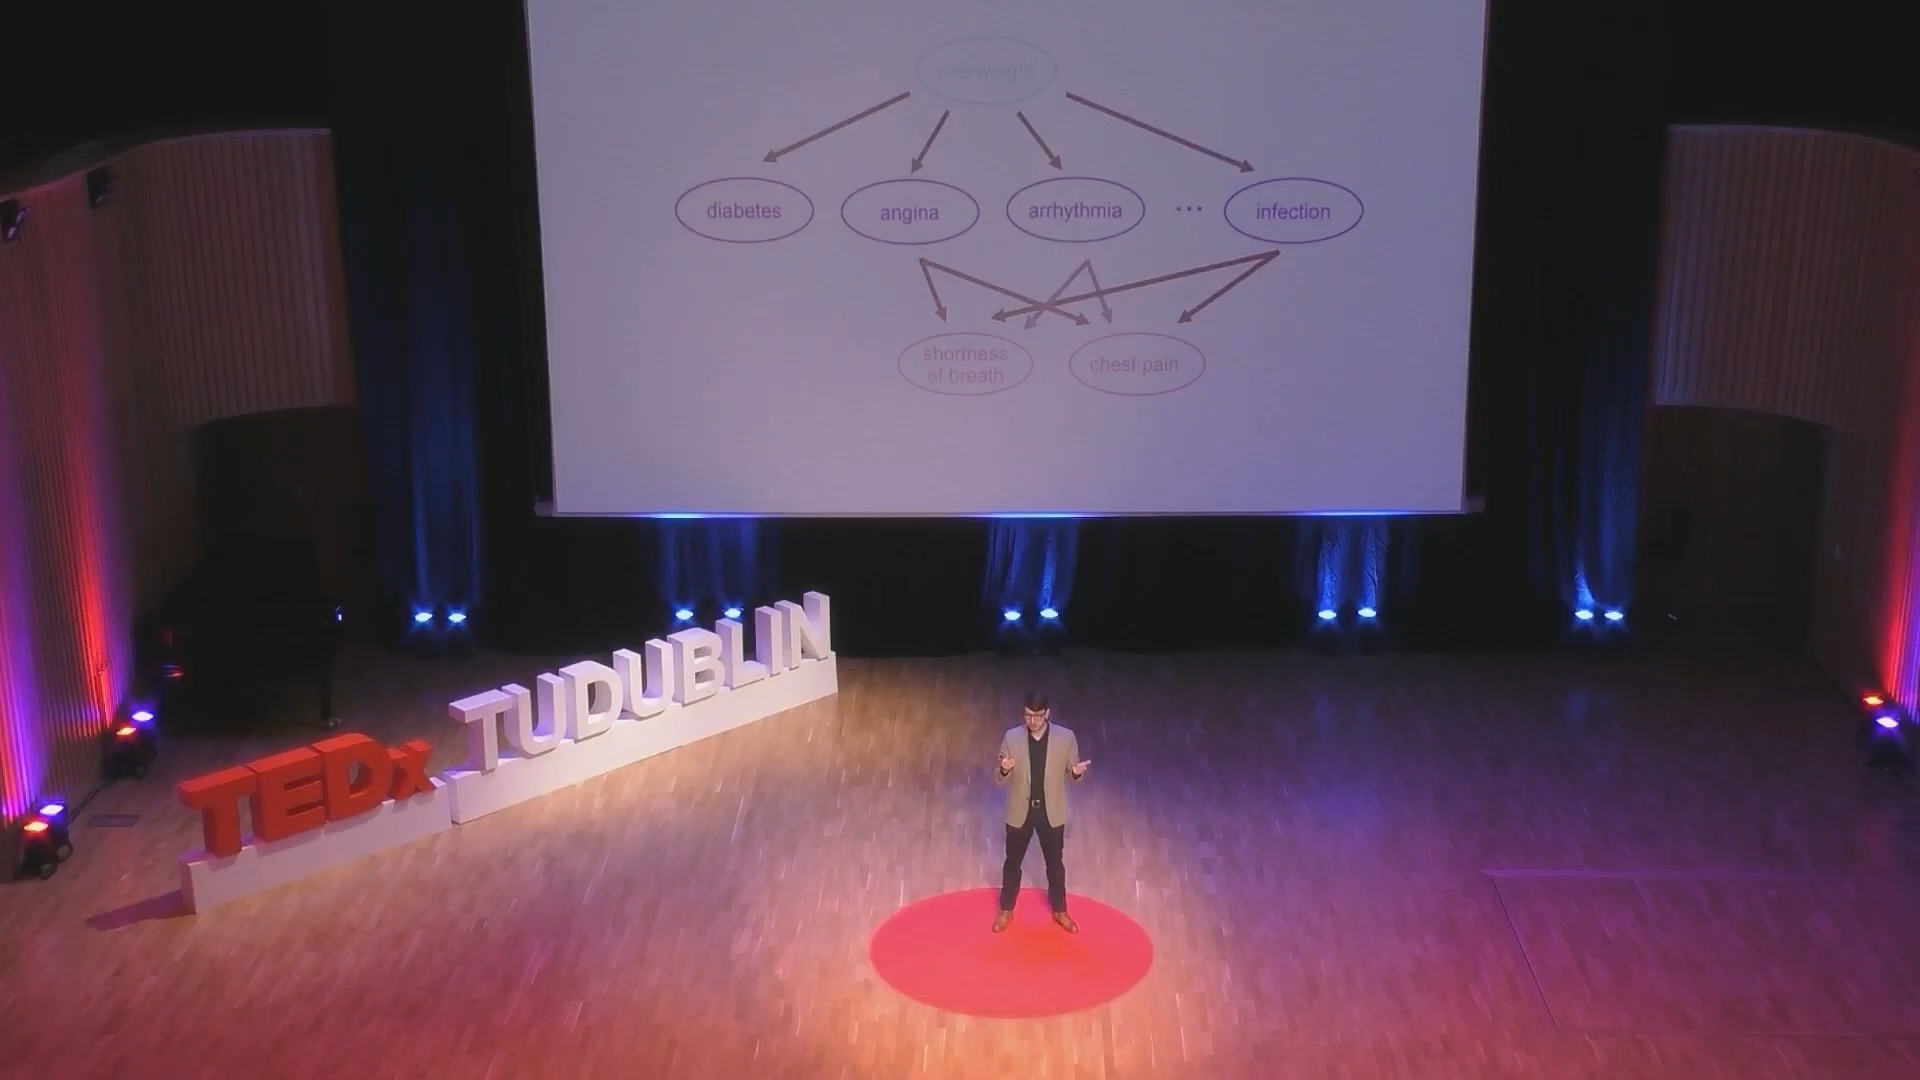 overweight
diabetes angina arrhythmia ... infection
shortness
of breath
chest pain
TEDx TUDUBLIN